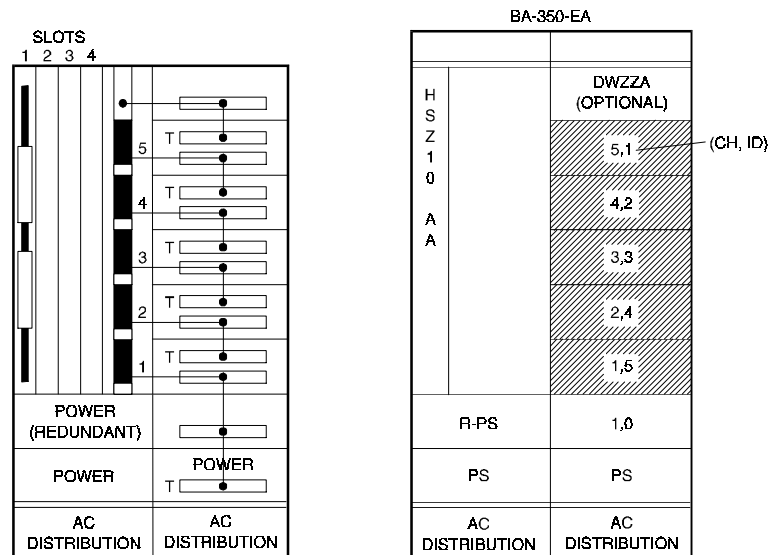 BA-350-EA
SLOTS
1 2 3 4
T
5
T
4
T
3
T
2
T
1
POWER
(REDUNDANT)
POWER
POWER
T
AC
DISTRIBUTION
AC
DISTRIBUTION
H
S
Z
1
0
A
A
DWZZA
(OPTIONAL)
5,1
(CH, ID)
4,2
3,3
2,4
1,5
R-PS
1,0
PS
PS
AC
DISTRIBUTION
AC
DISTRIBUTION